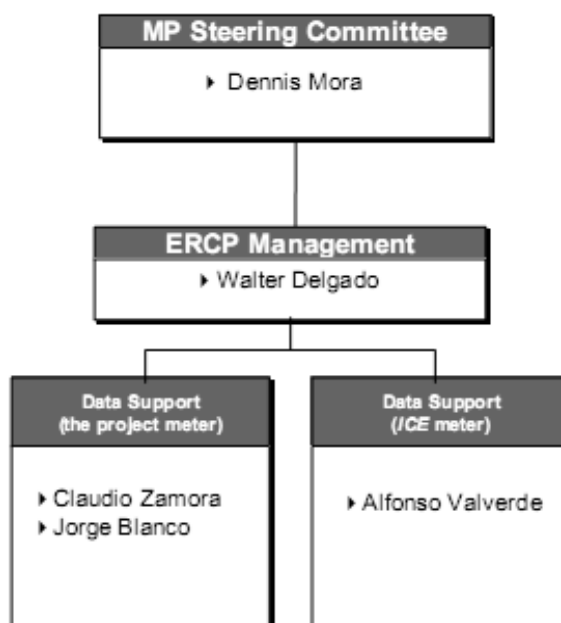 MP Steering Committee
Dennis Mora
ERCP Management
Walter Delgado
Data Support
(the project meter)
Claudio Zamora
Jorge Blanco
Data Support
(ICE meter)
Alfonso Valverde